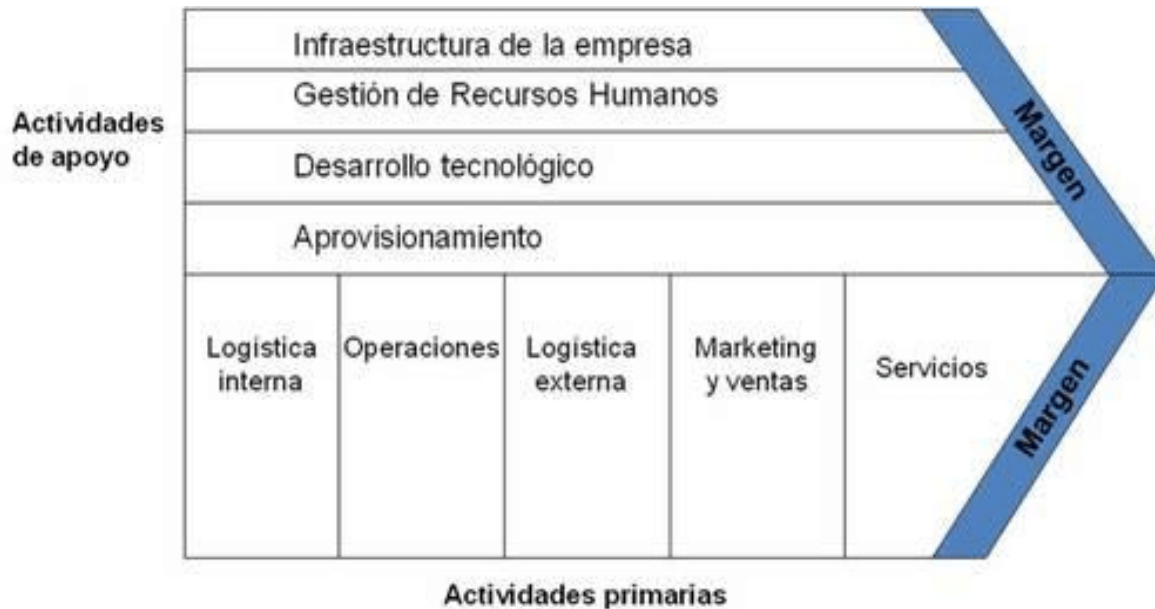 Infraestructura de la empresa
Gestión de Recursos Humanos
Actividades
de apoyo
Desarrollo tecnológico
Aprovisionamiento
Margen
Logística
interna
Operaciones
Logística
externa
Marketing
y ventas
Servicios
Margen
Actividades primarias